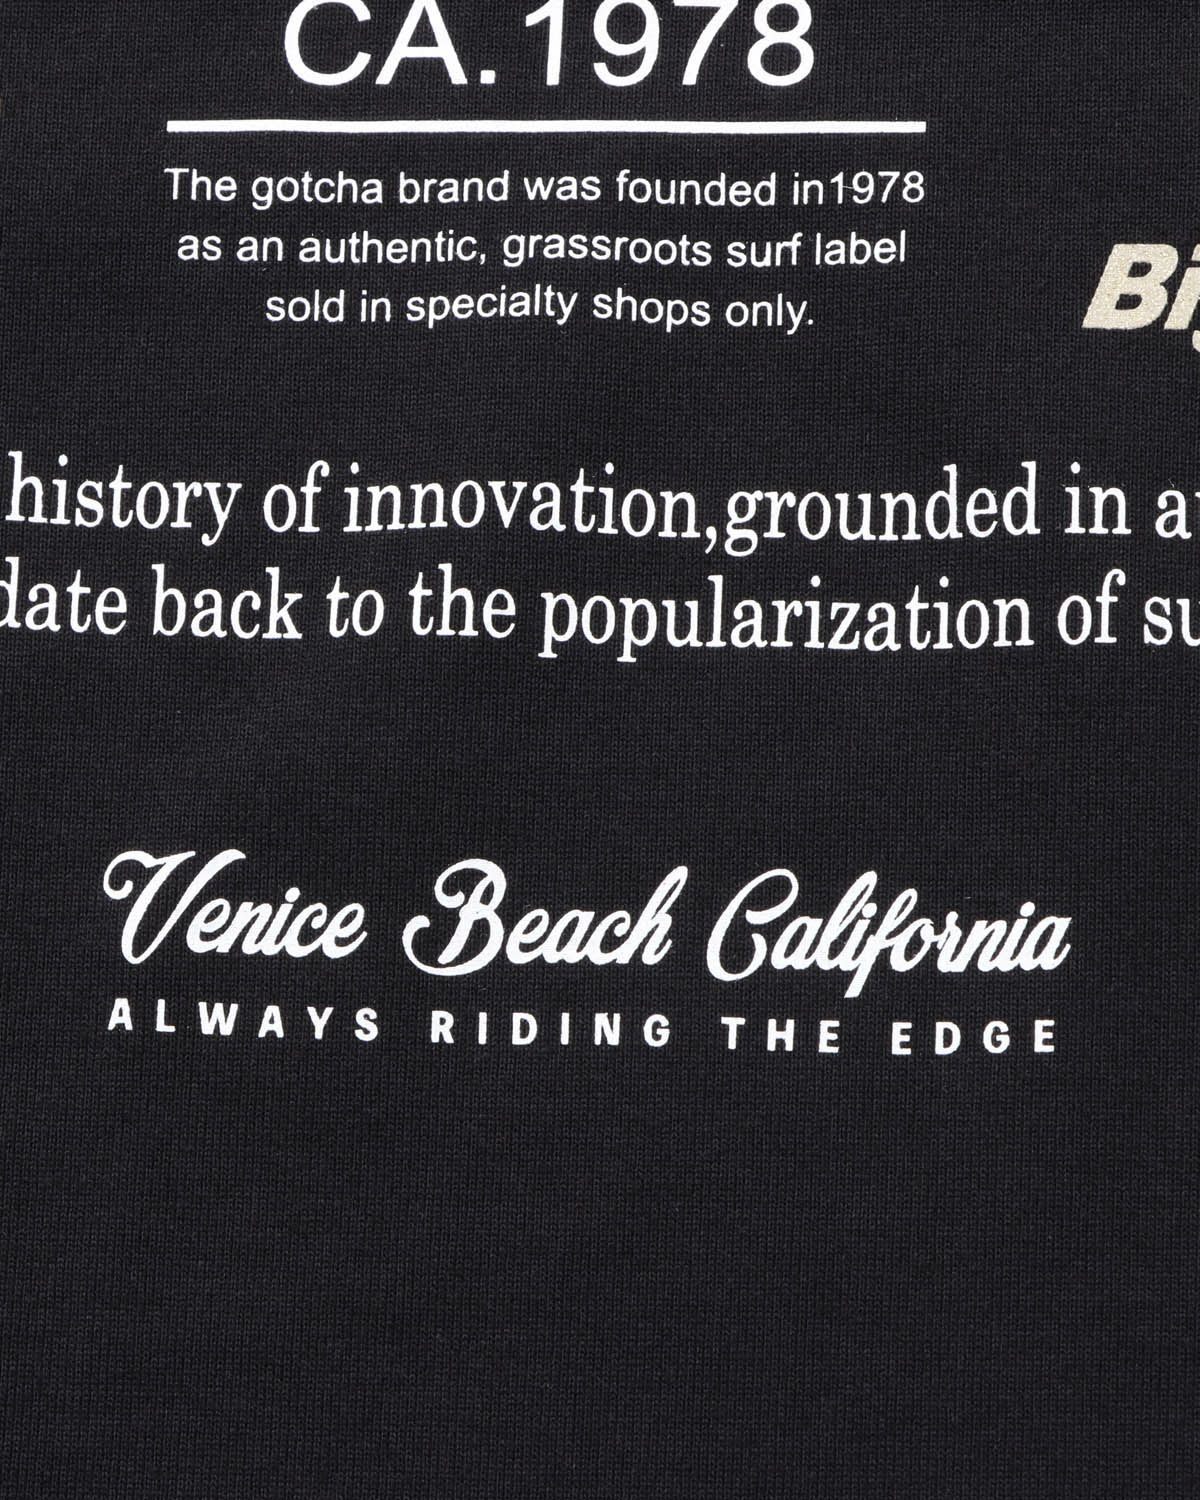 CA.1978
The gotcha brand was founded in1978
as an authentic, grassroots surf label
sold in specialty shops only.
history of innovation,grounded in a
date back to the popularization of
Venice Beach California
ALWAYS RIDING THE EDGE